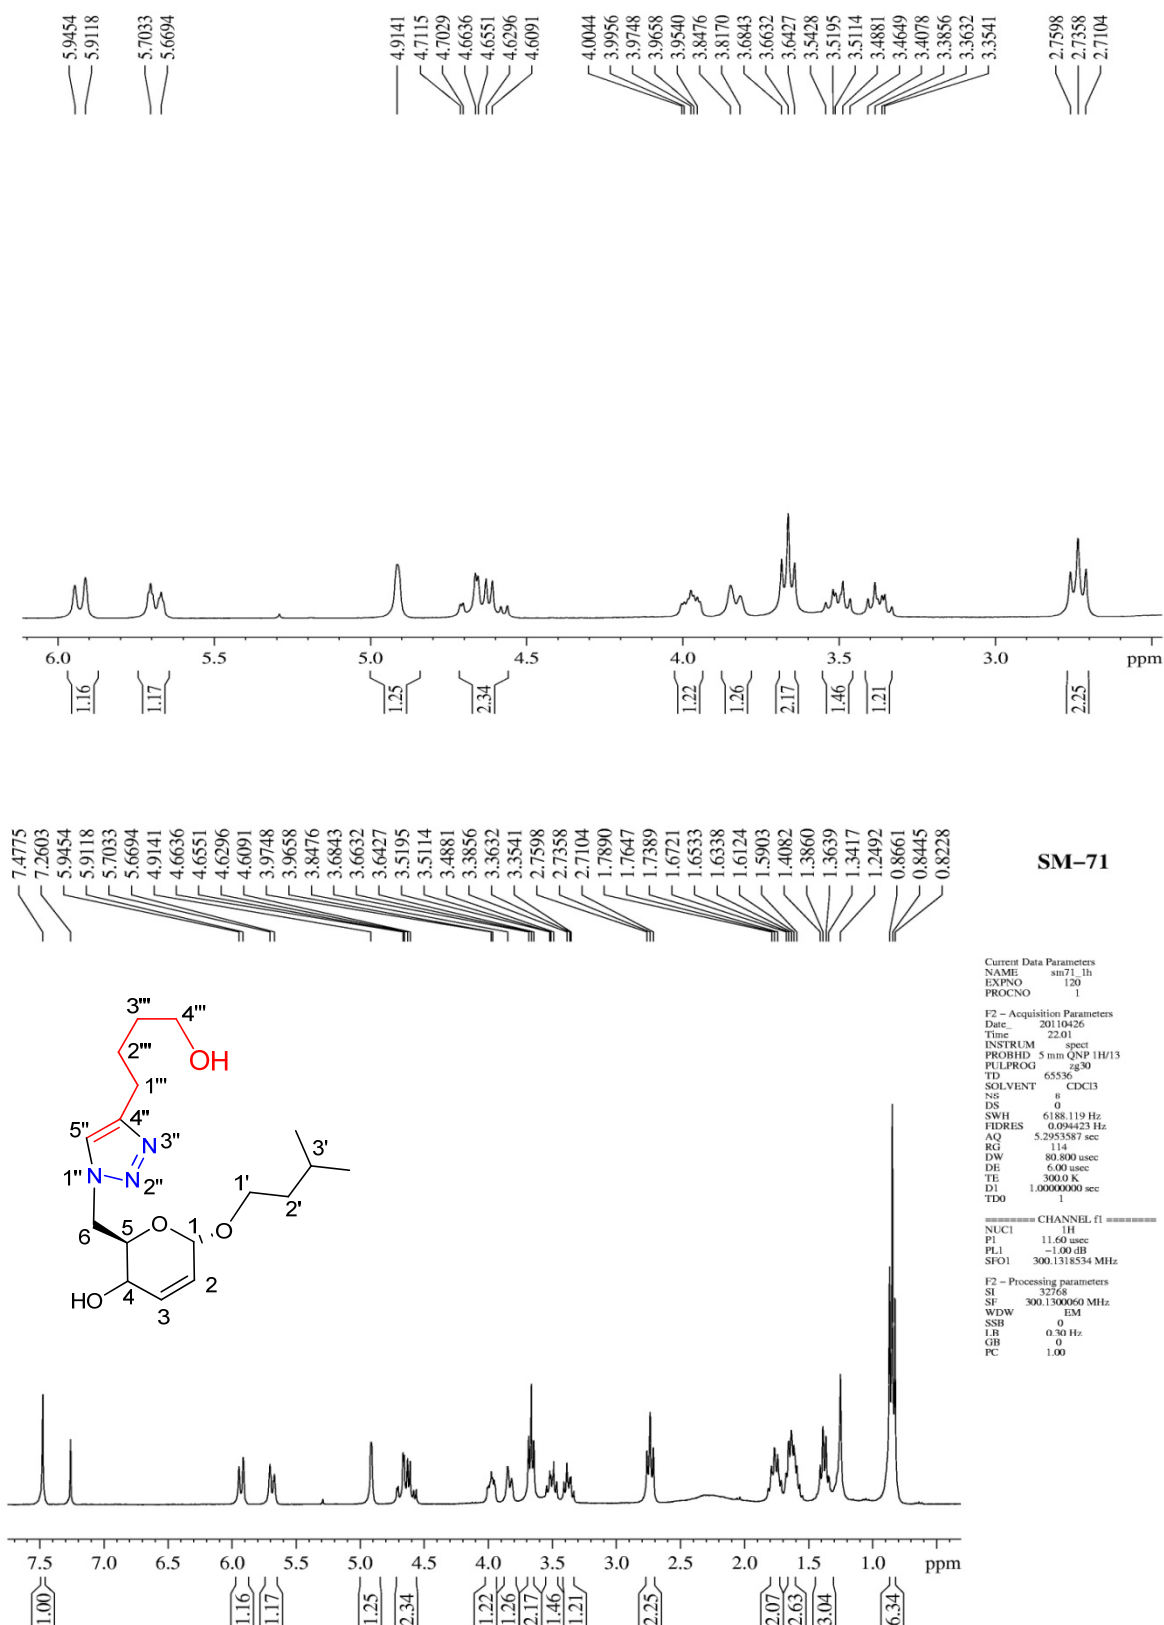 5.9454
5.9118
5.7033
5.6694
4.9141
4.7115
4.7029
4.6636
4.6551
4.6296
4.6091
4.0044
3.9956
3.9748
3.9658
3.9540
3.8476
3.8170
3.6843
3.6632
3.6427
3.5428
3.5195
3.5114
3.4881
3.4649
3.4078
3.3856
3.3632
3.3541
2.7598
2.7358
2.7104
6.0 5.5 5.0 4.5 4.0 3.5 3.0 ppm
1.16 1.17 1.25 2.34 1.22 1.26 2.17 1.46 1.21 2.25
7.4775
7.2603
5.9454
5.9118
5.7033
5.6694
4.9141
4.6636
4.6551
4.6296
4.6091
3.9748
3.9658
3.8476
3.6843
3.6632
3.6427
3.5195
3.5114
3.4881
3.3856
3.3632
3.3541
2.7598
2.7358
2.7104
1.7890
1.7647
1.7389
1.6721
1.6533
1.6338
1.6124
1.5903
1.4082
1.3860
1.3639
1.3417
1.2492
0.8661
0.8445
0.8228
SM-71
Current Data Parameters
NAME sm71_1h
EXPNO 120
PROCNO 1
F2 - Acquisition Parameters
Date_ 20110426
Time 22.01
INSTRUM spect
PROBHD 5 mm QNP 1H/13
PULPROG zg30
TD 65536
SOLVENT CDCl3
NS 8
DS 0
SWH 6188.119 Hz
FIDRES 0.094423 Hz
AQ 5.2953587 sec
RG 114
DW 80.800 usec
DE 6.00 usec
TE 300.0 K
D1 1.00000000 sec
TD0 1
======== CHANNEL f1 ========
NUC1 1H
P1 11.60 usec
PL1 -1.00 dB
SFO1 300.1318534 MHz
F2 - Processing parameters
SI 32768
SF 300.1300060 MHz
WDW EM
SSB 0
LB 0.30 Hz
GB 0
PC 1.00
3''' 4'''
2''' OH
1'''
4''
5'' N 3''
1'' N N 2'' 3'
1'
2'
6 5 O 1 O
2
HO 4
3
7.5 7.0 6.5 6.0 5.5 5.0 4.5 4.0 3.5 3.0 2.5 2.0 1.5 1.0 ppm
1.00 1.16 1.17 1.25 2.34 1.22 1.26 2.17 1.46 1.21 2.25 2.07 2.63 3.04 6.34